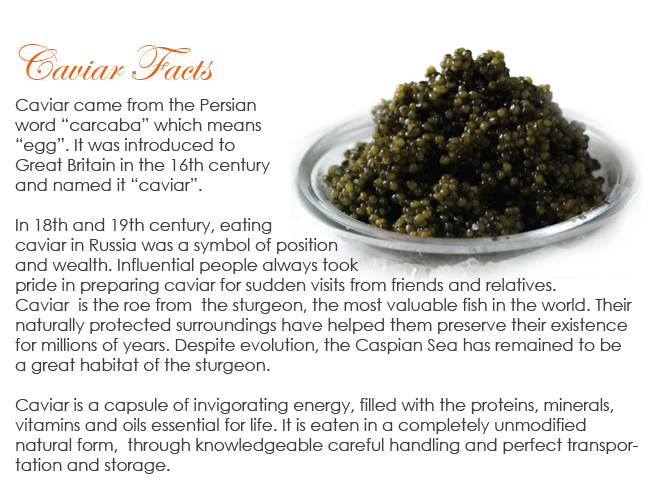 Caviar Facts
Caviar came from the Persian
word “carcaba” which means
“egg”. It was introduced to
Great Britain in the 16th century
and named it “caviar”.
In 18th and 19th century, eating
caviar in Russia was a symbol of position
and wealth. Influential people always took
pride in preparing caviar for sudden visits from friends and relatives.
Caviar  is the roe from  the sturgeon, the most valuable fish in the world. Their
naturally protected surroundings have helped them preserve their existence
for millions of years. Despite evolution, the Caspian Sea has remained to be
a great habitat of the sturgeon.
Caviar is a capsule of invigorating energy, filled with the proteins, minerals,
vitamins and oils essential for life. It is eaten in a completely unmodified
natural form,  through knowledgeable careful handling and perfect transpor-
tation and storage.